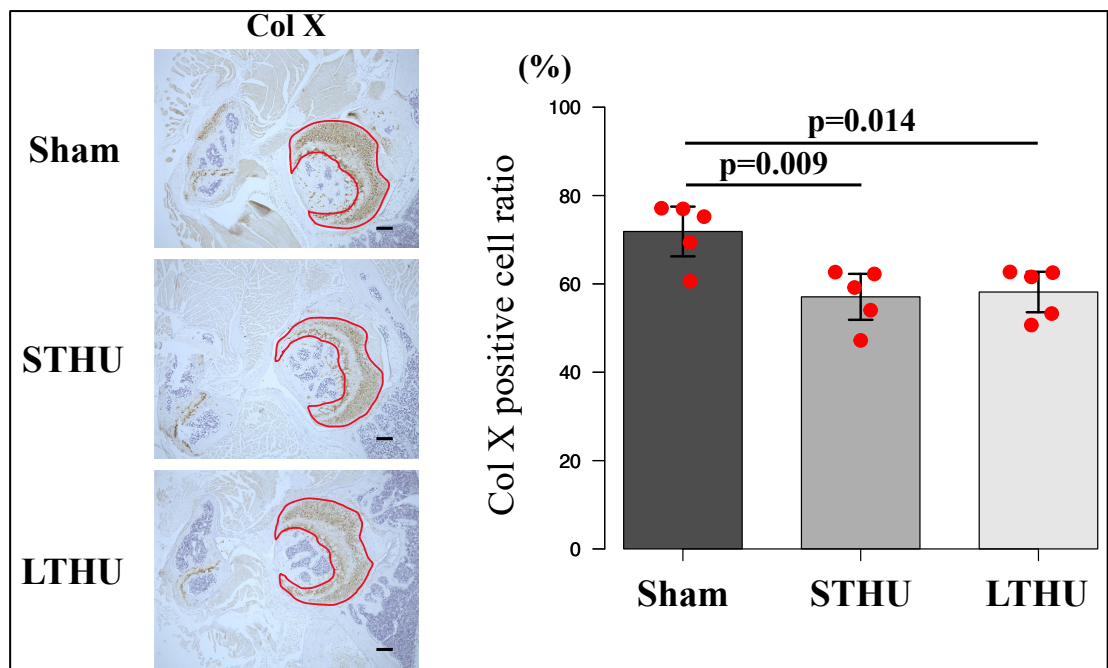 Col X
Sham
STHU
LTHU
(%)
Col X positive cell ratio
100
80
60
40
20
0
p=0.014
p=0.009
Sham STHU LTHU